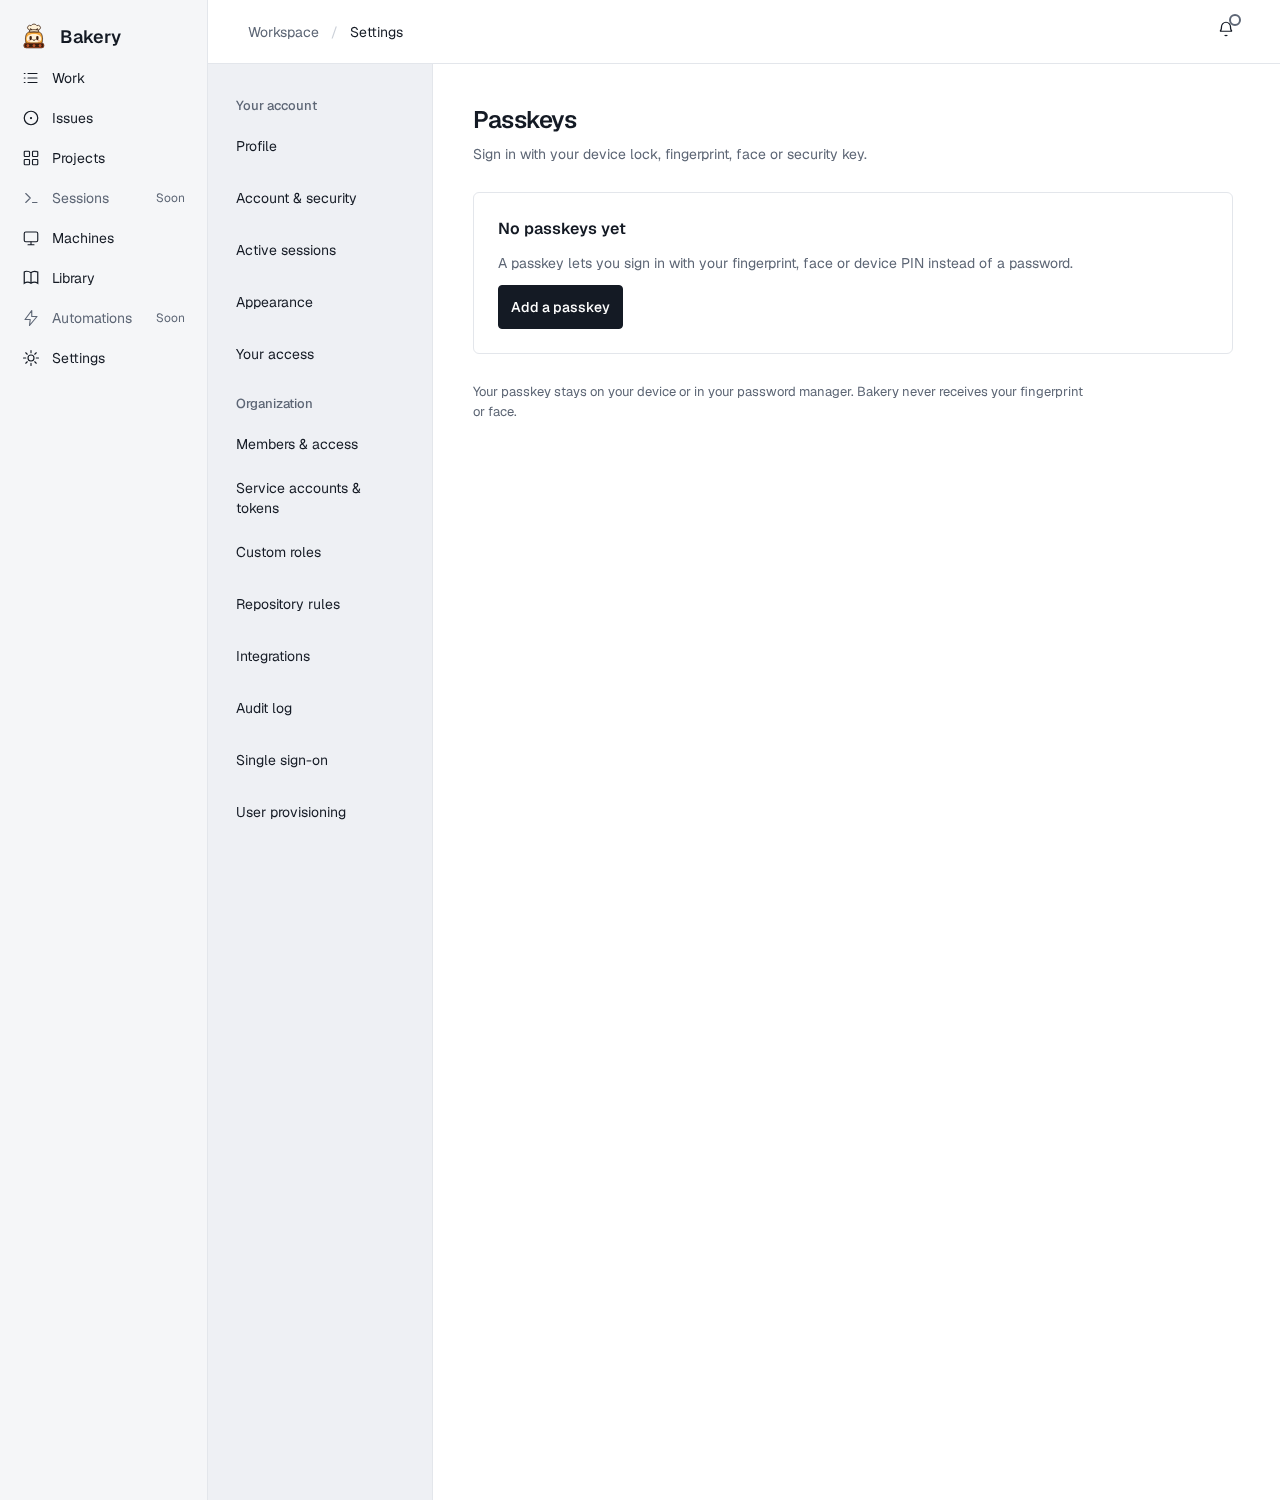 Bakery
Work
Issues
Projects
Sessions Soon
Machines
Library
Automations Soon
Settings
Workspace / Settings
Your account
Profile
Account & security
Active sessions
Appearance
Your access
Organization
Members & access
Service accounts &
tokens
Custom roles
Repository rules
Integrations
Audit log
Single sign-on
User provisioning
Passkeys
Sign in with your device lock, fingerprint, face or security key.
No passkeys yet
A passkey lets you sign in with your fingerprint, face or device PIN instead of a password.
Add a passkey
Your passkey stays on your device or in your password manager. Bakery never receives your fingerprint
or face.